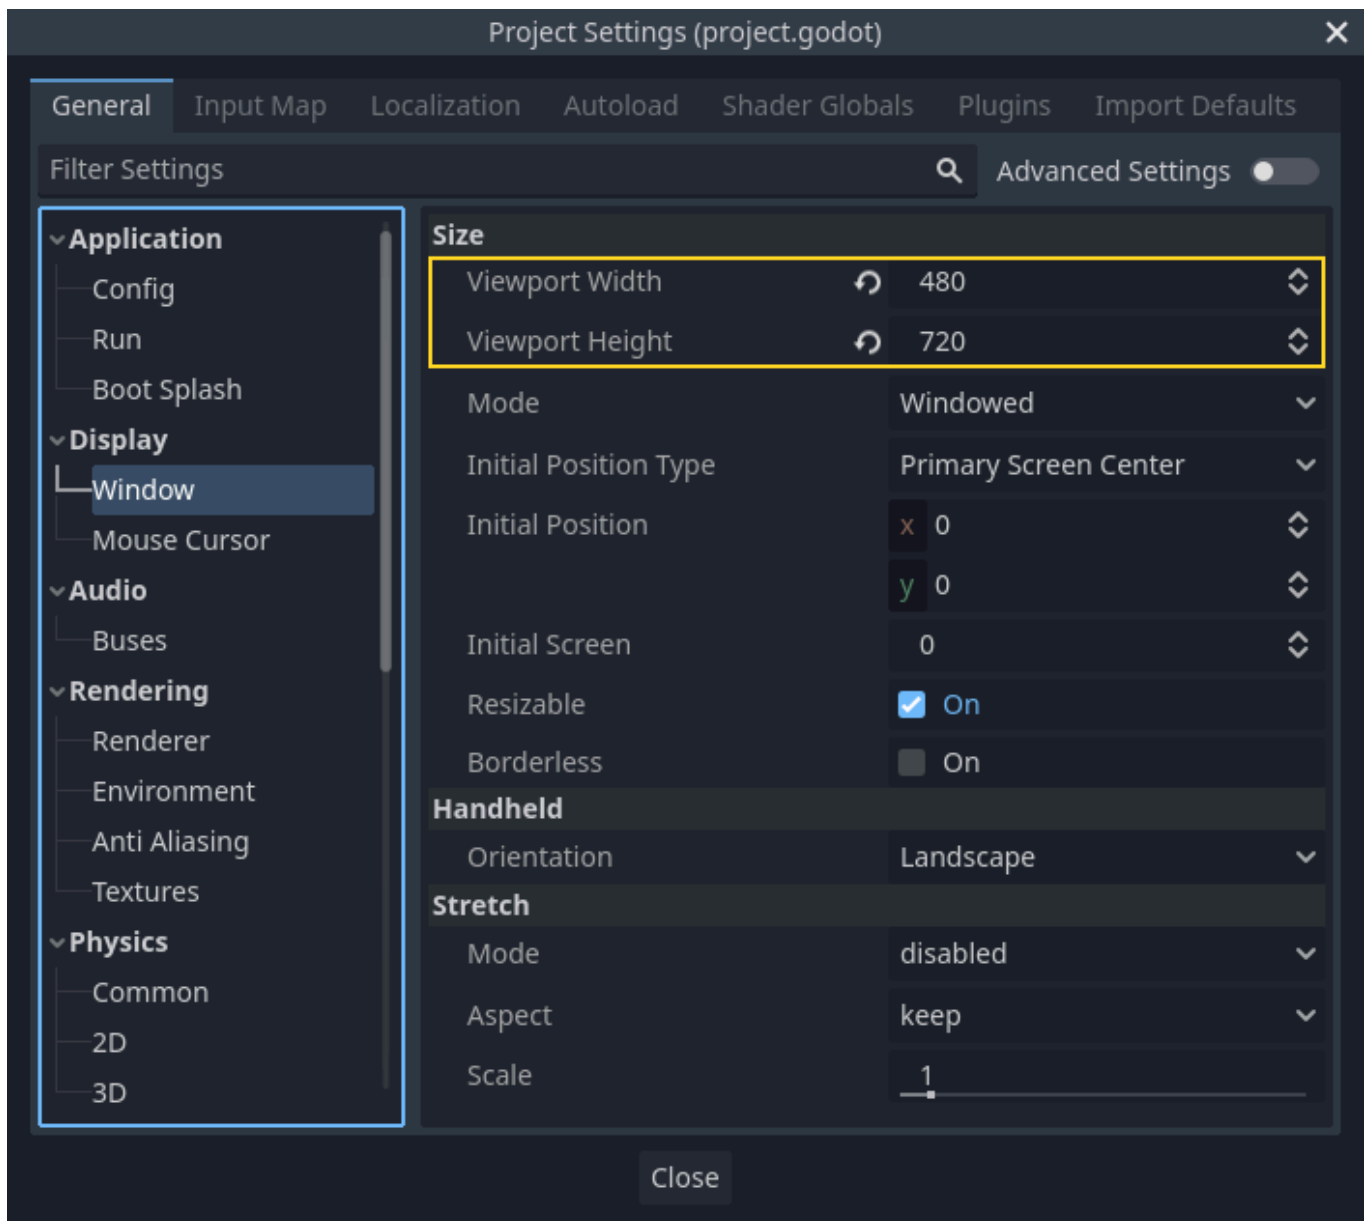 Project Settings (project.godot)
General Input Map Localization Autoload Shader Globals Plugins Import Defaults
Filter Settings Advanced Settings
Application
Config
Run
Boot Splash
Display
Window
Mouse Cursor
Audio
Buses
Rendering
Renderer
Environment
Anti Aliasing
Textures
Physics
Common
2D
3D
Size
Viewport Width 480
Viewport Height 720
Mode Windowed
Initial Position Type Primary Screen Center
Initial Position x 0
y 0
Initial Screen 0
Resizable On
Borderless On
Handheld
Orientation Landscape
Stretch
Mode disabled
Aspect keep
Scale 1
Close